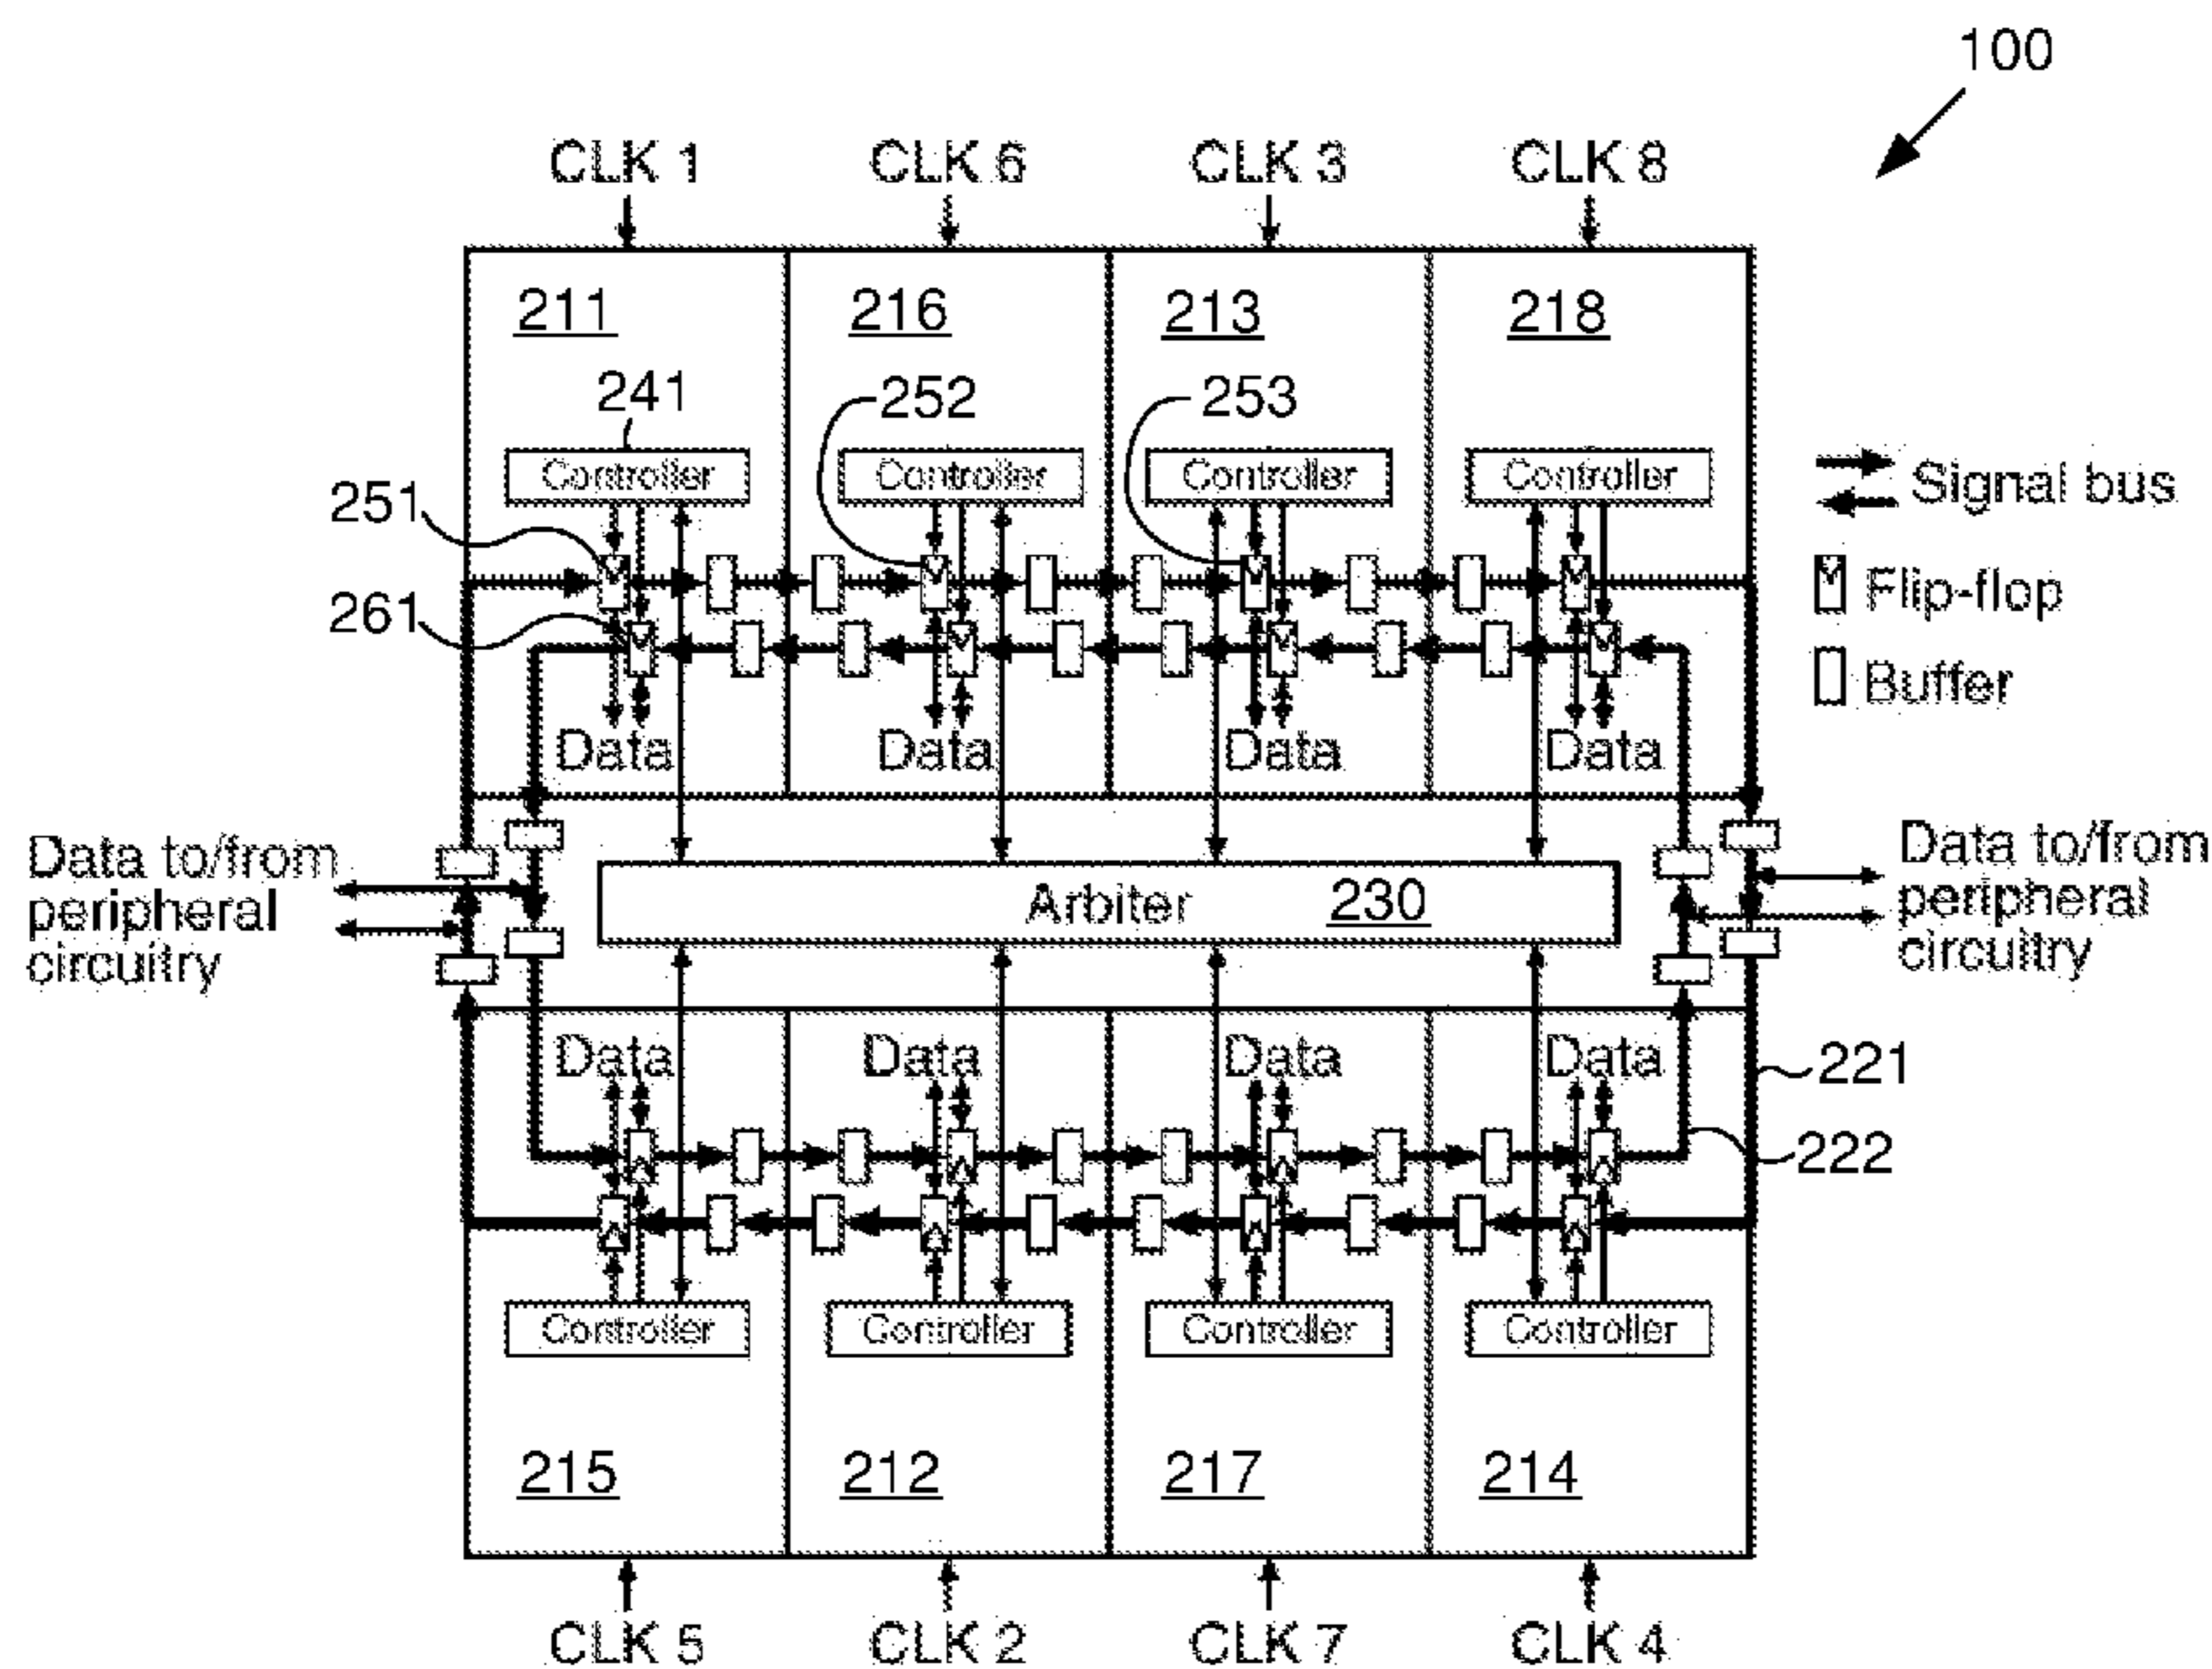 100
CLK 1 CLK 6 CLK 3 CLK 8
211 216 213 218
241 252 253
Controller Controller Controller Controller
251
Signal bus
261
Flip-flop
Buffer
Data Data Data Data
Data to/from
peripheral
circuitry
Arbiter 230
Data to/from
peripheral
circuitry
Data Data Data Data
221
222
Controller Controller Controller Controller
215 212 217 214
CLK 5 CLK 2 CLK 7 CLK 4